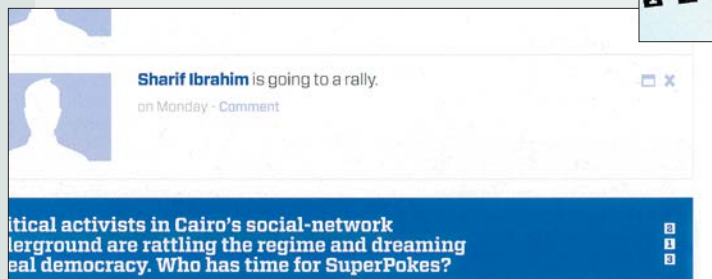 Sharif Ibrahim is going to a rally.
on Monday - Comment
itical activists in Cairo's social-network
lerground are rattling the regime and dreaming
eal democracy. Who has time for SuperPokes?
2
1
3